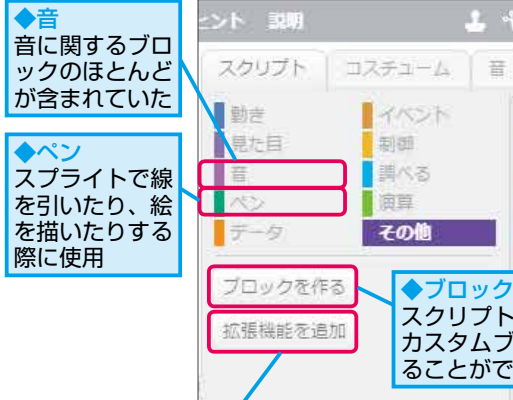 ◆音
音に関するブロ
ックのほとんど
が含まれていた
◆ペン
スプライトで線
を引いたり、絵
を描いたりする
際に使用
ヒント 説明
スクリプト コスチューム 音
動き イベント
見た目 制御
音 調べる
ペン 演算
データ その他
ブロックを作る
拡張機能を追加
◆ブロック
スクリプト
カスタムブ
ることがで